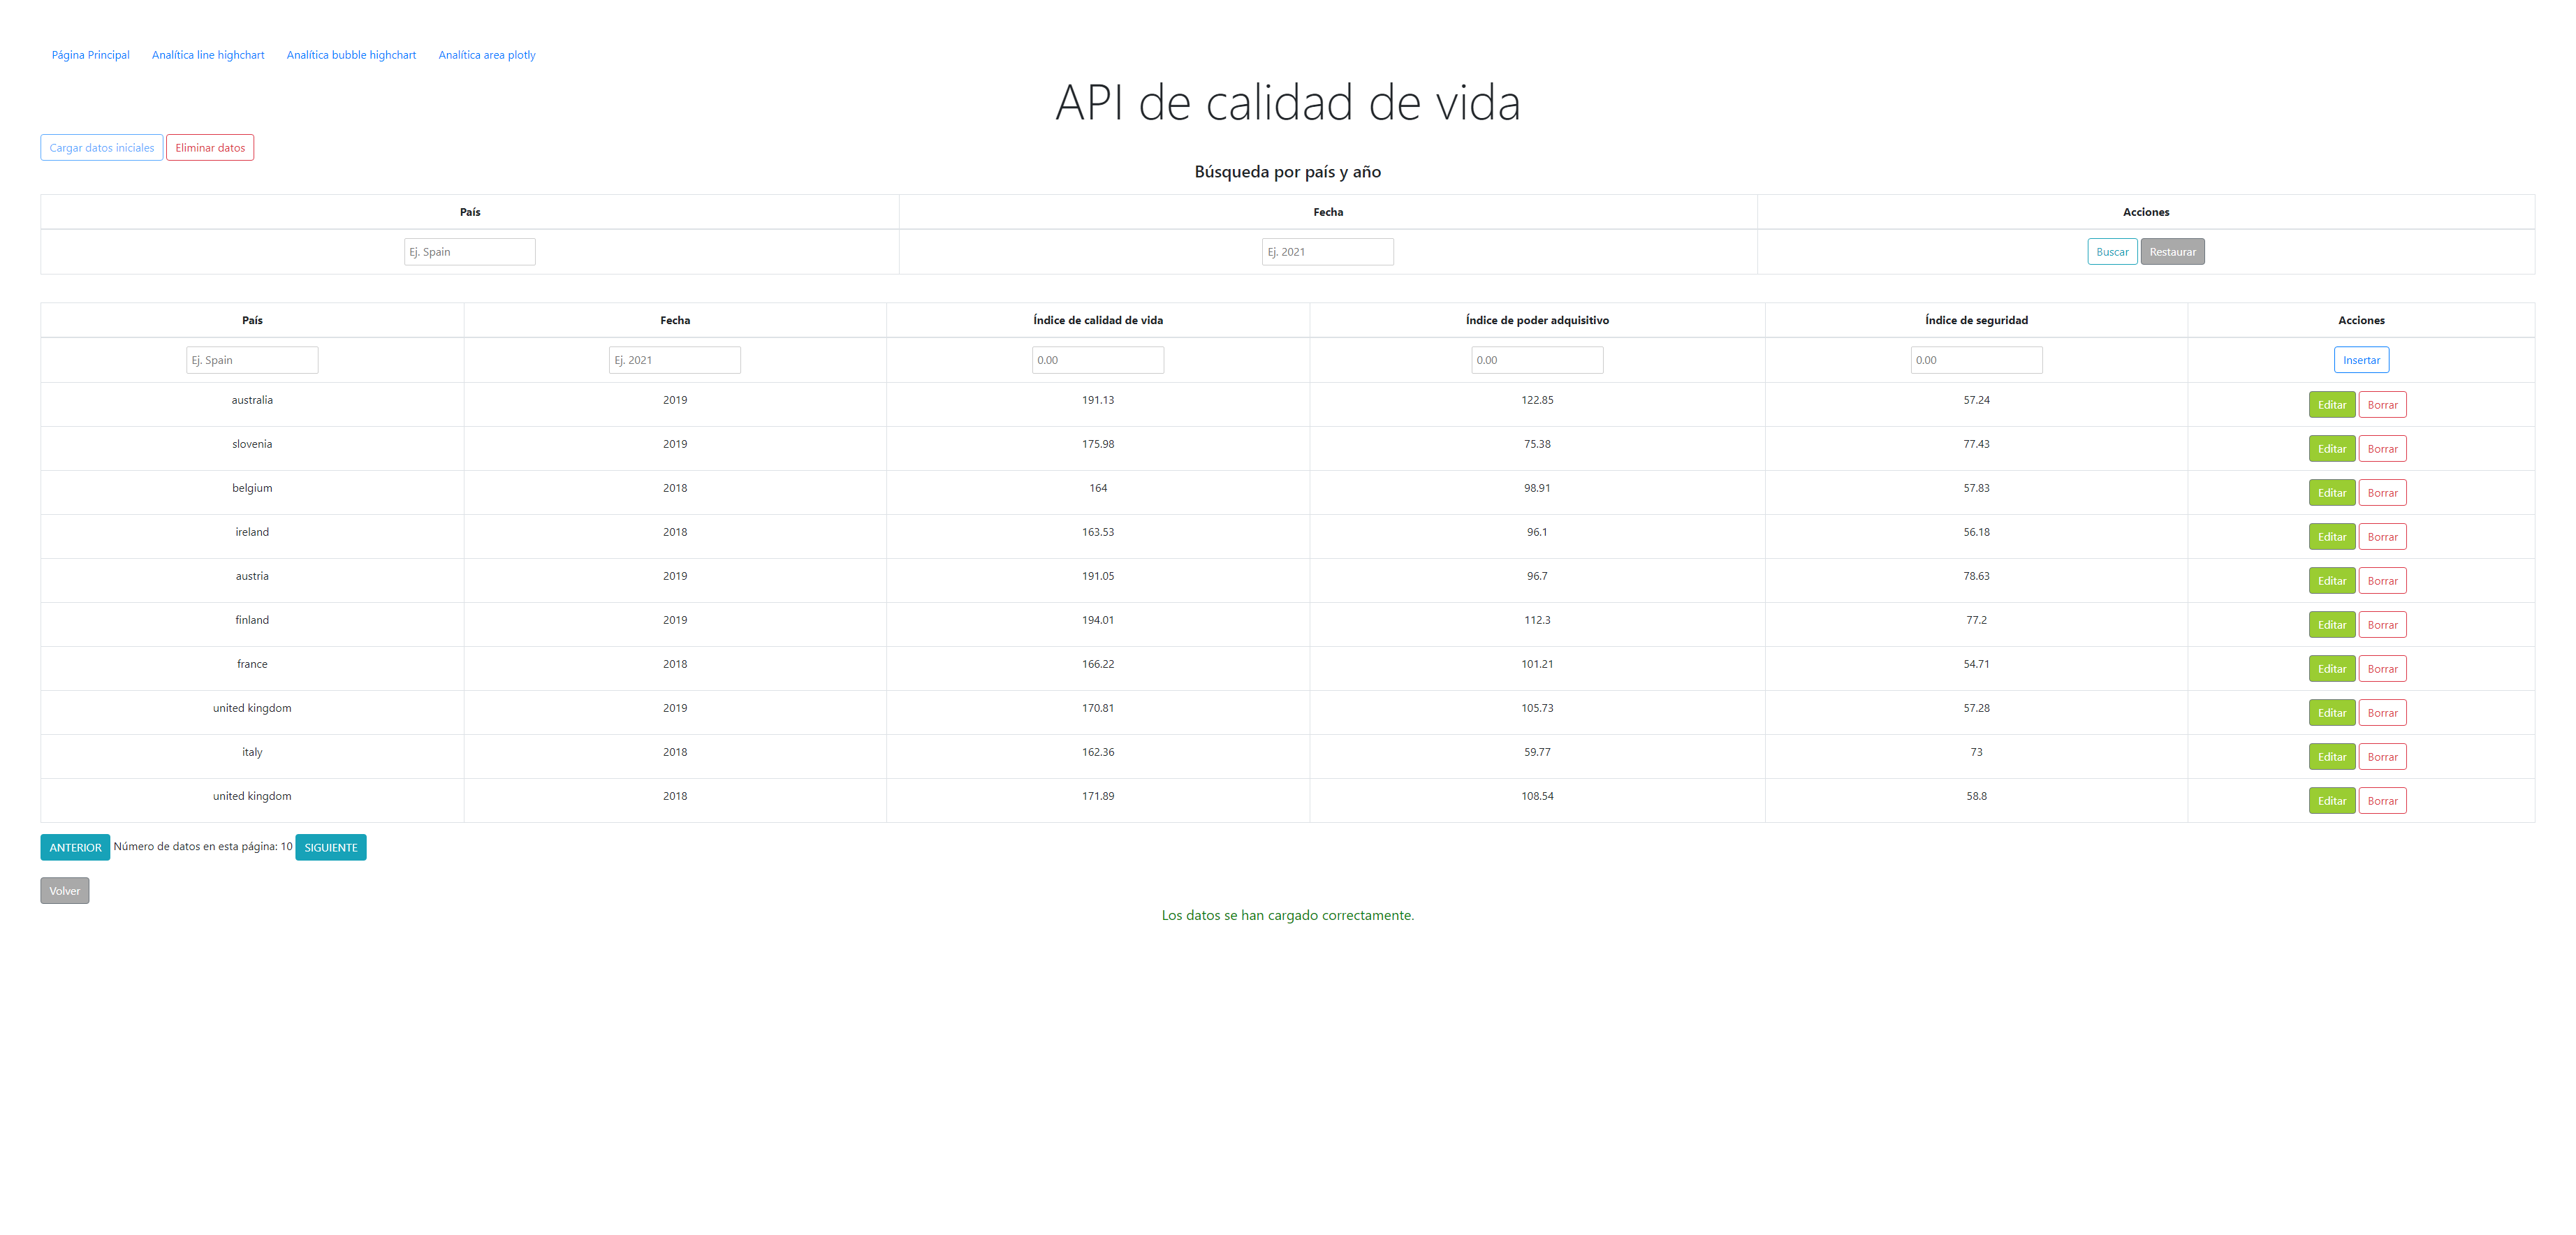 Página Principal Analítica line highchart Analítica bubble highchart Analítica area plotly
API de calidad de vida
Cargar datos iniciales Eliminar datos
Búsqueda por país y año
País Fecha Acciones
Ej. Spain Ej. 2021 Buscar Restaurar
País Fecha Índice de calidad de vida Índice de poder adquisitivo Índice de seguridad Acciones
Ej. Spain Ej. 2021 0.00 0.00 0.00 Insertar
australia 2019 191.13 122.85 57.24 Editar Borrar
slovenia 2019 175.98 75.38 77.43 Editar Borrar
belgium 2018 164 98.91 57.83 Editar Borrar
ireland 2018 163.53 96.1 56.18 Editar Borrar
austria 2019 191.05 96.7 78.63 Editar Borrar
finland 2019 194.01 112.3 77.2 Editar Borrar
france 2018 166.22 101.21 54.71 Editar Borrar
united kingdom 2019 170.81 105.73 57.28 Editar Borrar
italy 2018 162.36 59.77 73 Editar Borrar
united kingdom 2018 171.89 108.54 58.8 Editar Borrar
ANTERIOR Número de datos en esta página: 10 SIGUIENTE
Volver
Los datos se han cargado correctamente.